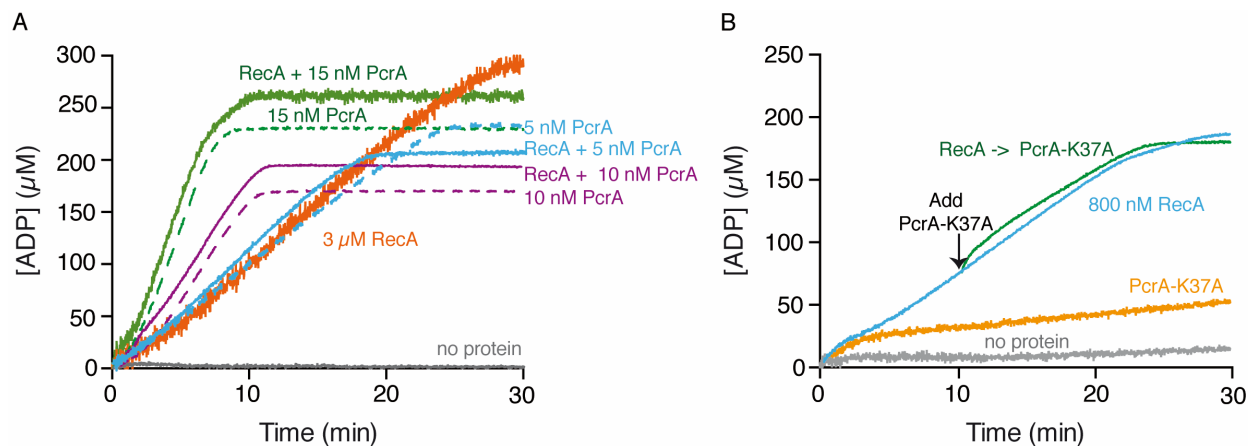 A
[ADP] (µM)
300
250
200
150
100
50
0
RecA + 15 nM PcrA
15 nM PcrA
5 nM PcrA
RecA + 5 nM PcrA
RecA + 10 nM PcrA
10 nM PcrA
3 µM RecA
no protein
0
10
20
30
Time (min)
B
[ADP] (µM)
250
200
150
100
50
0
RecA -> PcrA-K37A
Add
PcrA-K37A
800 nM RecA
PcrA-K37A
no protein
0
10
20
30
Time (min)